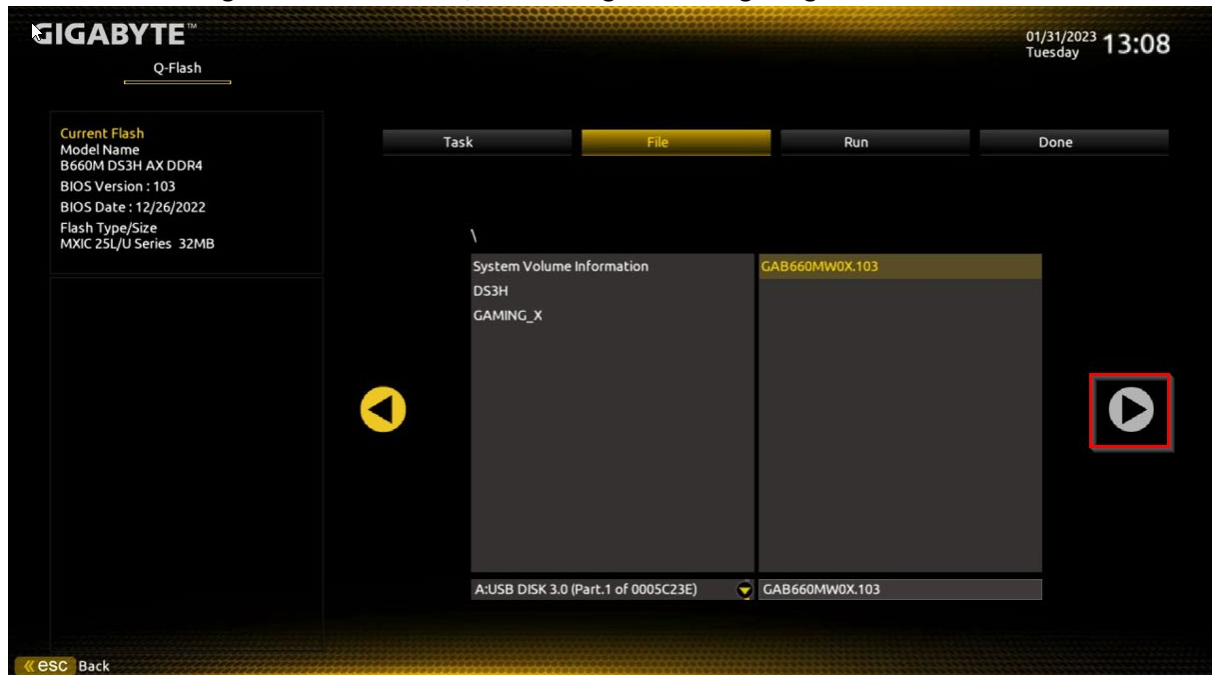 GIGABYTE™
01/31/2023
Tuesday 13:08
Q-Flash
Current Flash
Model Name
B660M DS3H AX DDR4
BIOS Version : 103
BIOS Date : 12/26/2022
Flash Type/Size
MXIC 25L/U Series 32MB
Task
File
Run
Done
\
System Volume Information
DS3H
GAMING_X
GAB660MW0X.103
A:USB DISK 3.0 (Part.1 of 0005C23E)
GAB660MW0X.103
esc Back